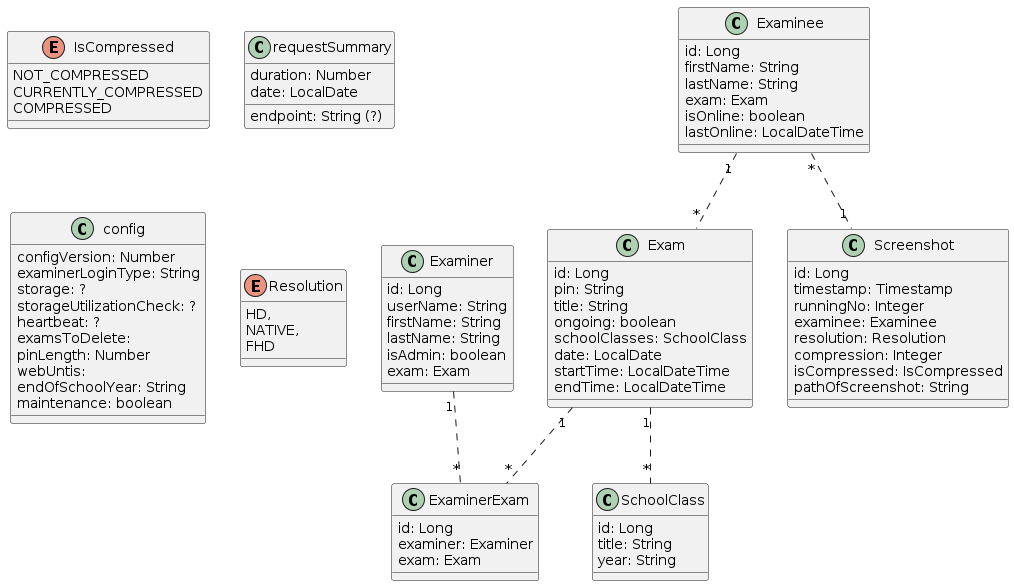 E IsCompressed
NOT_COMPRESSED
CURRENTLY_COMPRESSED
COMPRESSED
C requestSummary
duration: Number
date: LocalDate
endpoint: String (?)
C Examinee
id: Long
firstName: String
lastName: String
exam: Exam
isOnline: boolean
lastOnline: LocalDateTime
1
*
*
1
C config
configVersion: Number
examinerLoginType: String
storage: ?
storageUtilizationCheck: ?
heartbeat: ?
examsToDelete:
pinLength: Number
webUntis:
endOfSchoolYear: String
maintenance: boolean
E Resolution
HD,
NATIVE,
FHD
C Examiner
id: Long
userName: String
firstName: String
lastName: String
isAdmin: boolean
exam: Exam
C Exam
id: Long
pin: String
title: String
ongoing: boolean
schoolClasses: SchoolClass
date: LocalDate
startTime: LocalDateTime
endTime: LocalDateTime
C Screenshot
id: Long
timestamp: Timestamp
runningNo: Integer
examinee: Examinee
resolution: Resolution
compression: Integer
isCompressed: IsCompressed
pathOfScreenshot: String
1
1
1
*
*
*
C ExaminerExam
id: Long
examiner: Examiner
exam: Exam
C SchoolClass
id: Long
title: String
year: String